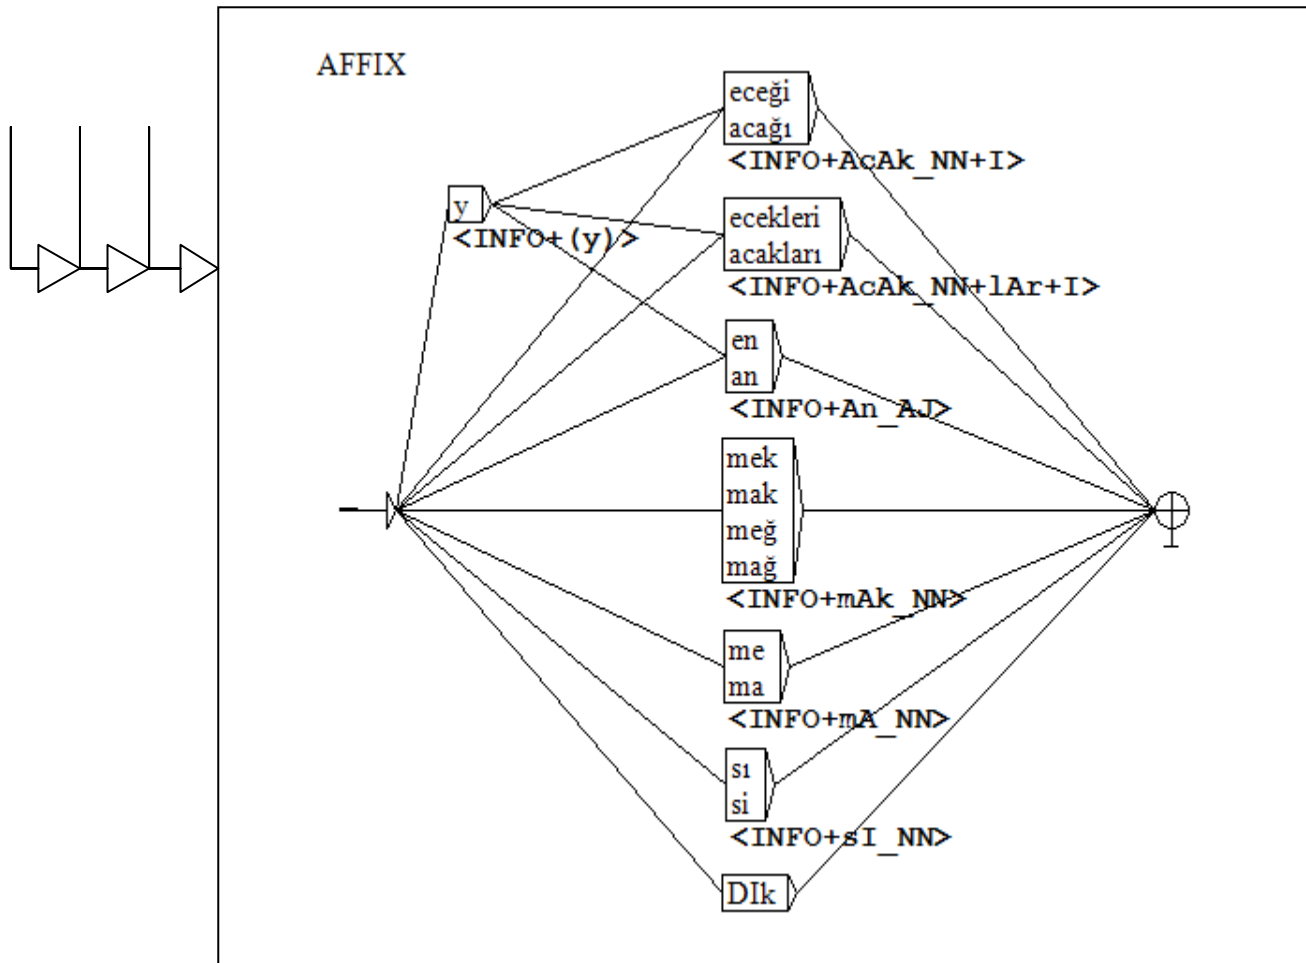 AFFIX
eceği
acağı
<INFO+AcAk_NN+I>
y
<INFO+(y)>
ecekleri
acakları
<INFO+AcAk_NN+lAr+I>
en
an
<INFO+An_AJ>
mek
mak
meğ
mağ
<INFO+mAk_NN>
me
ma
<INFO+mA_NN>
sı
si
<INFO+sI_NN>
DIk